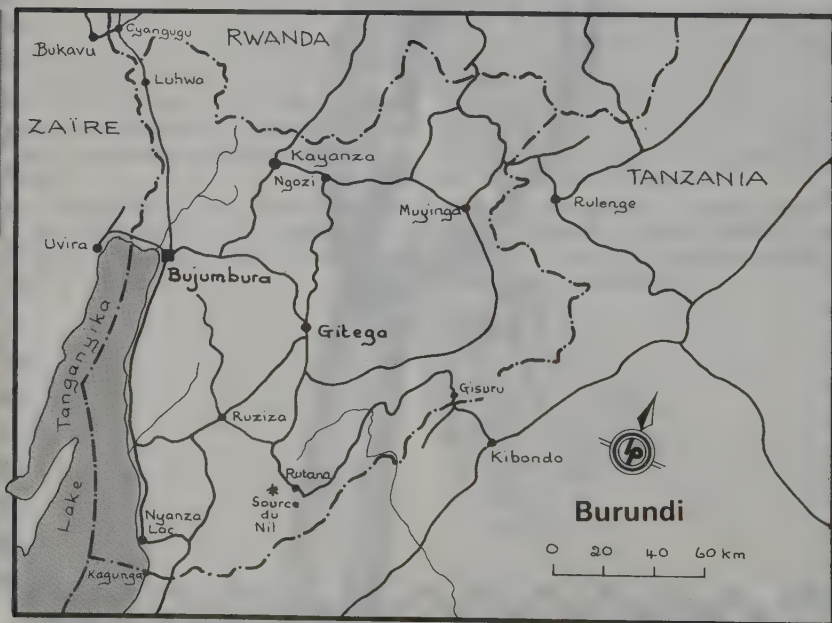 Cyangugu
RWANDA
Bukavu
Luhwa
ZAÏRE
Kayanza
Ngozi
TANZANIA
Muyinga
Rulenge
Uvira
Bujumbura
Gitega
Lake Tanganyika
Gisuru
Ruziza
Kibondo
Rutana
Source
du
Nil
Nyanza
Lac
Kagunga
Burundi
0 20 40 60 km